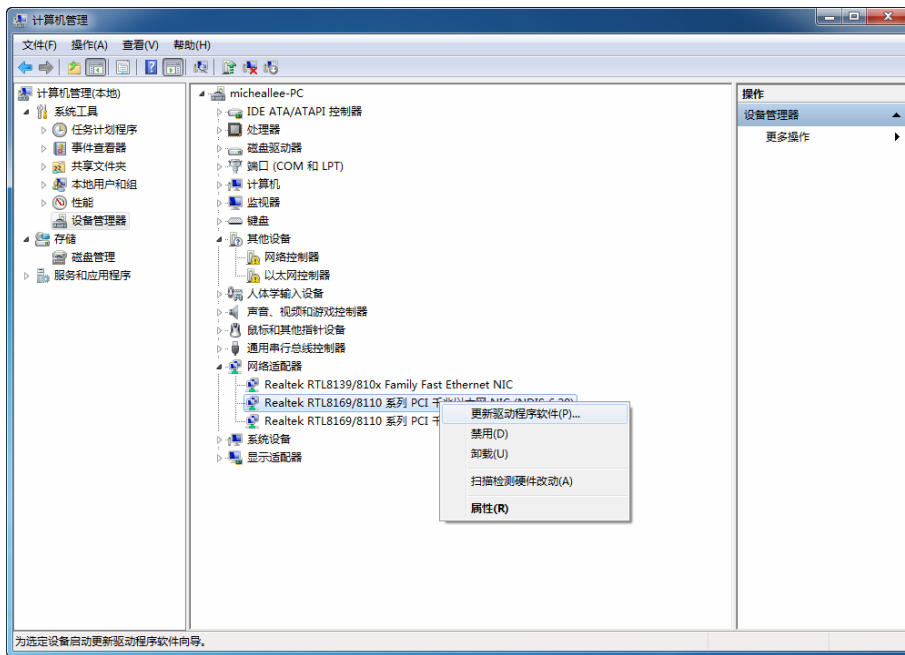 计算机管理
文件(F) 操作(A) 查看(V) 帮助(H)
计算机管理(本地)
系统工具
任务计划程序
事件查看器
共享文件夹
本地用户和组
性能
设备管理器
存储
磁盘管理
服务和应用程序
micheallee-PC
IDE ATA/ATAPI 控制器
处理器
磁盘驱动器
端口 (COM 和 LPT)
计算机
监视器
键盘
其他设备
网络控制器
以太网控制器
人体学输入设备
声音、视频和游戏控制器
鼠标和其他指针设备
通用串行总线控制器
网络适配器
Realtek RTL8139/810x Family Fast Ethernet NIC
Realtek RTL8169/8110 系列 PCI 千兆以太网 NIC (NDIS 6.20)
Realtek RTL8169/8110 系列 PCI 千
系统设备
显示适配器
更新驱动程序软件(P)...
禁用(D)
卸载(U)
扫描检测硬件改动(A)
属性(R)
操作
设备管理器
更多操作
为选定设备启动更新驱动程序软件向导。